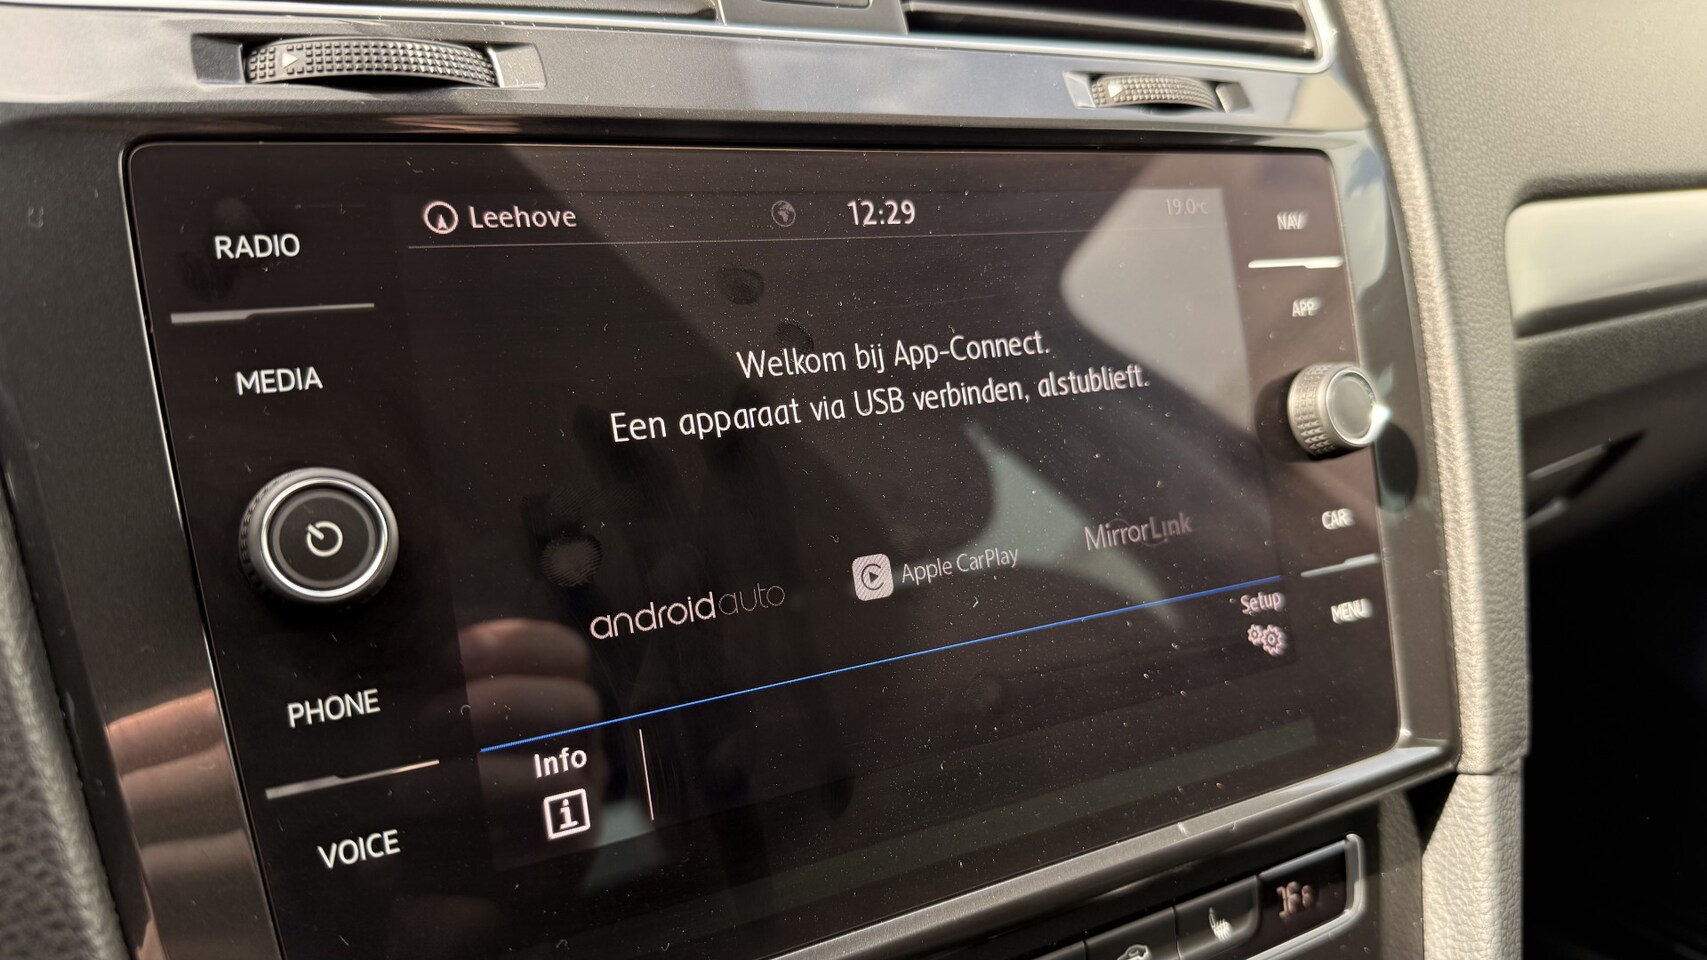 RADIO
MEDIA
PHONE
VOICE
Leehove
12:29
19.0°C
Welkom bij App-Connect.
Een apparaat via USB verbinden, alstublieft.
androidauto
Apple CarPlay
MirrorLink
Setup
Info
NAV
APP
CAR
MENU